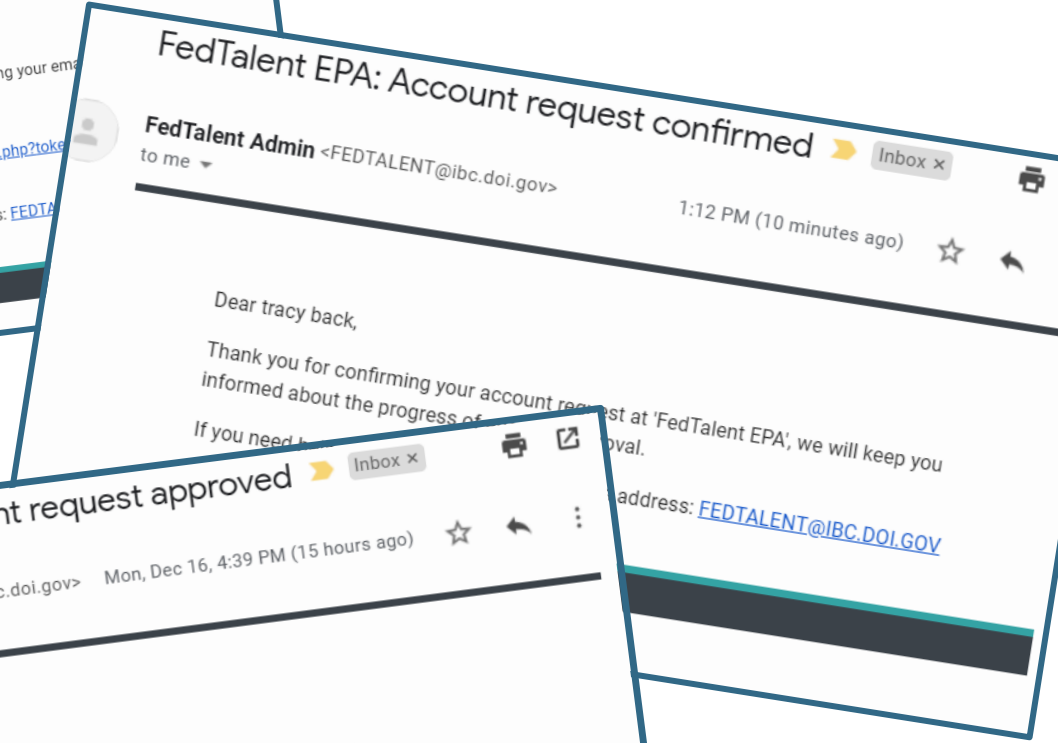 ng your ema
.php?toke
s: FEDTA
FedTalent EPA: Account request confirmed Inbox ×
FedTalent Admin <FEDTALENT@ibc.doi.gov>
to me
1:12 PM (10 minutes ago)
Dear tracy back,
Thank you for confirming your account request at 'FedTalent EPA', we will keep you
informed about the progress of oval.
If you need address: FEDTALENT@IBC.DOI.GOV
nt request approved Inbox ×
c.doi.gov> Mon, Dec 16, 4:39 PM (15 hours ago)